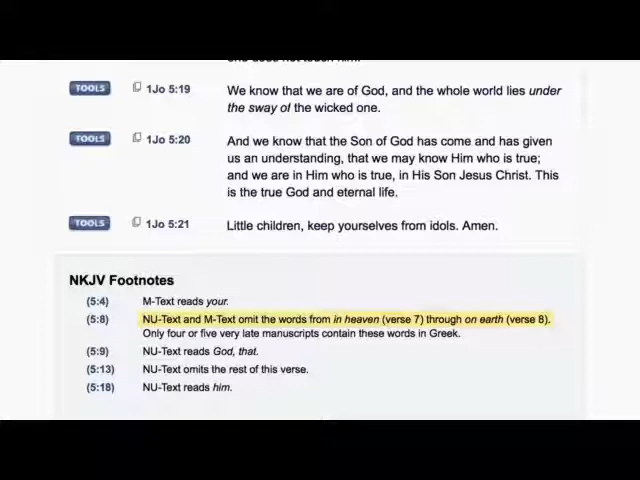 TOOLS 1Jo 5:19 We know that we are of God, and the whole world lies under
the sway of the wicked one.
TOOLS 1Jo 5:20 And we know that the Son of God has come and has given
us an understanding, that we may know Him who is true;
and we are in Him who is true, in His Son Jesus Christ. This
is the true God and eternal life.
TOOLS 1Jo 5:21 Little children, keep yourselves from idols. Amen.
NKJV Footnotes
(5:4) M-Text reads your.
(5:8) NU-Text and M-Text omit the words from in heaven (verse 7) through on earth (verse 8).
Only four or five very late manuscripts contain these words in Greek.
(5:9) NU-Text reads God, that.
(5:13) NU-Text omits the rest of this verse.
(5:18) NU-Text reads him.